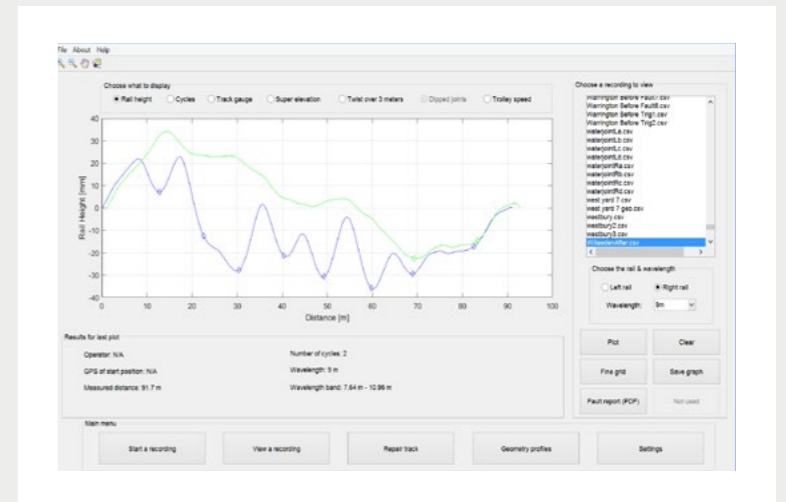 File About Help
Choose what to display
Rail height Cycles Track gauge Super elevation Twist over 3 meters Dipped joints Trolley speed
40
30
20
10
0
-10
-20
-30
-40
Rail Height [mm]
0 10 20 30 40 50 60 70 80 90 100
Distance [m]
Choose a recording to view
Warrington Before Fault7.csv
Warrington Before Fault8.csv
Warrington Before Trig1.csv
Warrington Before Trig2.csv
waterjointLa.csv
waterjointLb.csv
waterjointLc.csv
waterjointLd.csv
waterjointRa.csv
waterjointRb.csv
waterjointRc.csv
waterjointRd.csv
west yard 7.csv
west yard 7 geo.csv
westbury.csv
westbury2.csv
westbury3.csv
WillesdenAfter.csv
Choose the rail & wavelength
Left rail Right rail
Wavelength: 9m
Plot Clear
Fine grid Save graph
Fault report (PDF) Not used
Results for last plot
Operator: N/A
GPS of start position: N/A
Measured distance: 91.7 m
Number of cycles: 2
Wavelength: 9 m
Wavelength band: 7.64 m - 10.96 m
Main menu
Start a recording View a recording Repair track Geometry profiles Settings